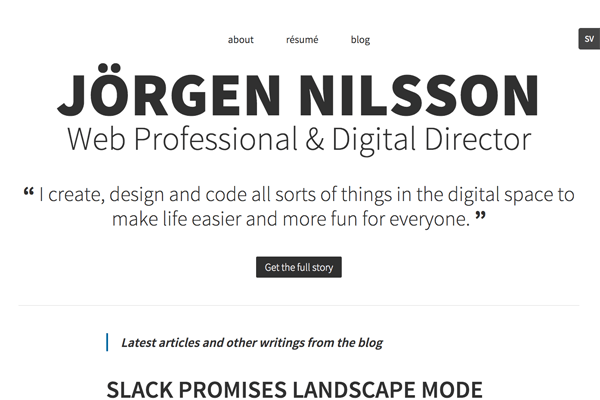 about résumé blog SV
JÖRGEN NILSSON
Web Professional & Digital Director
“ I create, design and code all sorts of things in the digital space to
make life easier and more fun for everyone. ”
Get the full story
Latest articles and other writings from the blog
SLACK PROMISES LANDSCAPE MODE